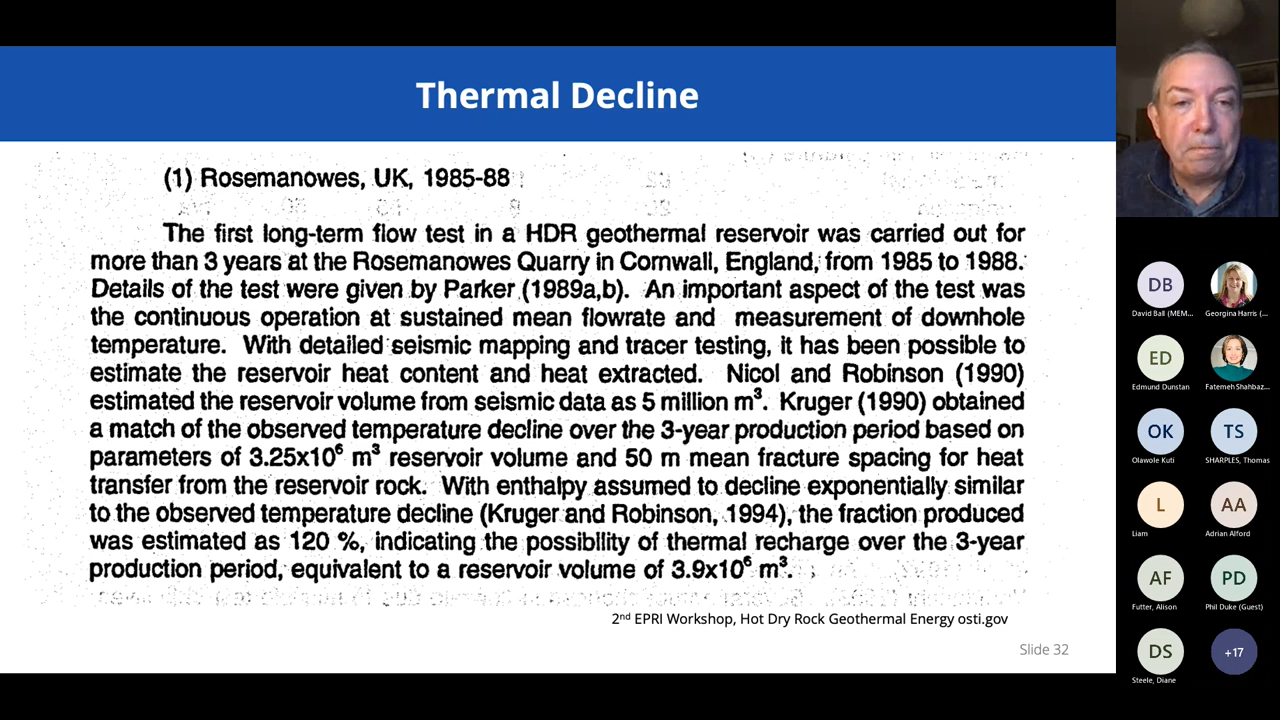 Thermal Decline
(1) Rosemanowes, UK, 1985-88
The first long-term flow test in a HDR geothermal reservoir was carried out for
more than 3 years at the Rosemanowes Quarry in Cornwall, England, from 1985 to 1988.
Details of the test were given by Parker (1989a,b). An important aspect of the test was
the continuous operation at sustained mean flowrate and measurement of downhole
temperature. With detailed seismic mapping and tracer testing, it has been possible to
estimate the reservoir heat content and heat extracted. Nicol and Robinson (1990)
estimated the reservoir volume from seismic data as 5 million m³. Kruger (1990) obtained
a match of the observed temperature decline over the 3-year production period based on
parameters of 3.25x10⁶ m³ reservoir volume and 50 m mean fracture spacing for heat
transfer from the reservoir rock. With enthalpy assumed to decline exponentially similar
to the observed temperature decline (Kruger and Robinson, 1994), the fraction produced
was estimated as 120 %, indicating the possibility of thermal recharge over the 3-year
production period, equivalent to a reservoir volume of 3.9x10⁶ m³.
2nd EPRI Workshop, Hot Dry Rock Geothermal Energy osti.gov
Slide 32
DB
David Ball (MEM...
Georgina Harris (...
ED
Edmund Dunstan
Fatemeh Shahbaz...
OK
Olawole Kuti
TS
SHARPLES, Thomas
L
Liam
AA
Adrian Alford
AF
Futter, Alison
PD
Phil Duke (Guest)
DS
Steele, Diane
+17